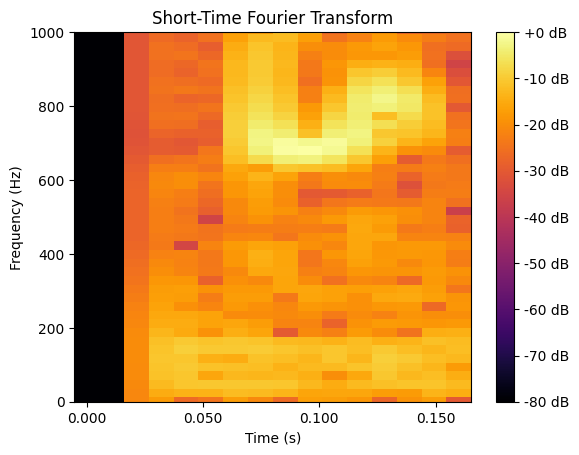 Short-Time Fourier Transform
1000
800
600
400
200
0
Frequency (Hz)
0.000
0.050
0.100
0.150
Time (s)
+0 dB
-10 dB
-20 dB
-30 dB
-40 dB
-50 dB
-60 dB
-70 dB
-80 dB